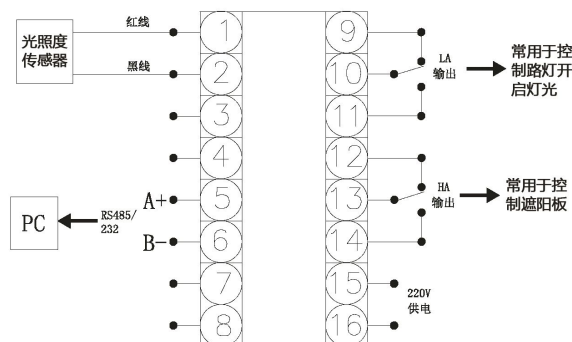 光照度
传感器
红线
黑线
1
2
3
4
5
6
7
8
A+
B-
PC
RS485/
232
9
10
11
12
13
14
15
16
LA
输出
常用于控
制路灯开
启灯光
HA
输出
常用于控
制遮阳板
220V
供电